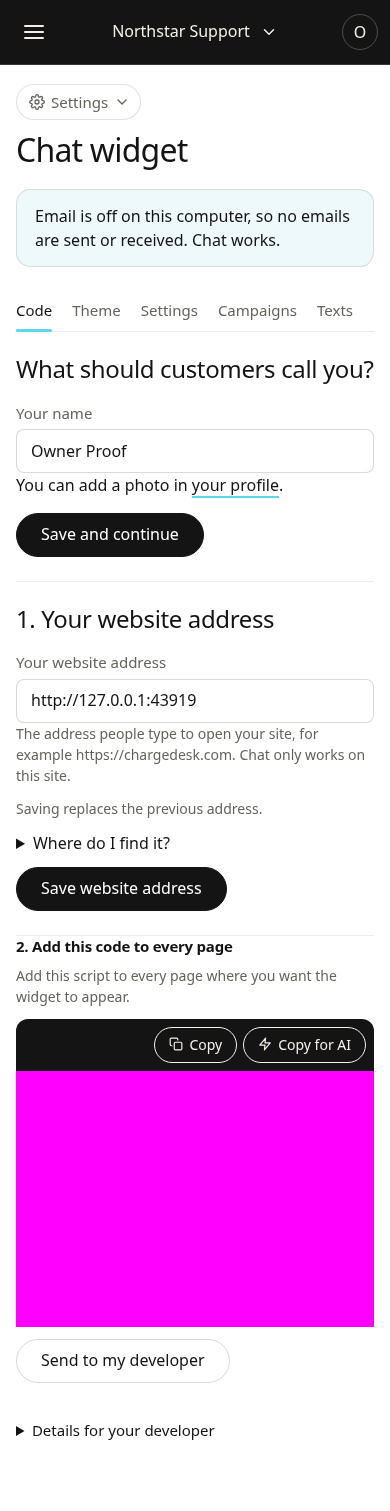 Northstar Support
O
Settings
Chat widget
Email is off on this computer, so no emails
are sent or received. Chat works.
Code Theme Settings Campaigns Texts
What should customers call you?
Your name
Owner Proof
You can add a photo in your profile.
Save and continue
1. Your website address
Your website address
http://127.0.0.1:43919
The address people type to open your site, for
example https://chargedesk.com. Chat only works on
this site.
Saving replaces the previous address.
Where do I find it?
Save website address
2. Add this code to every page
Add this script to every page where you want the
widget to appear.
Copy Copy for AI
Send to my developer
Details for your developer